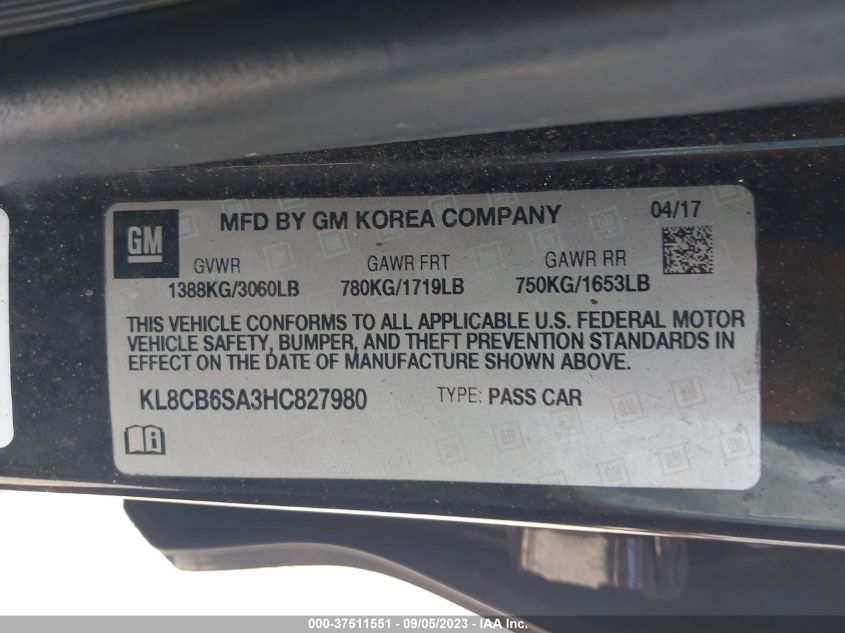 GM
MFD BY GM KOREA COMPANY 04/17
GVWR GAWR FRT GAWR RR
1388KG/3060LB 780KG/1719LB 750KG/1653LB
THIS VEHICLE CONFORMS TO ALL APPLICABLE U.S. FEDERAL MOTOR
VEHICLE SAFETY, BUMPER, AND THEFT PREVENTION STANDARDS IN
EFFECT ON THE DATE OF MANUFACTURE SHOWN ABOVE.
KL8CB6SA3HC827980 TYPE: PASS CAR
000-37511551 - 09/05/2023 - IAA Inc.